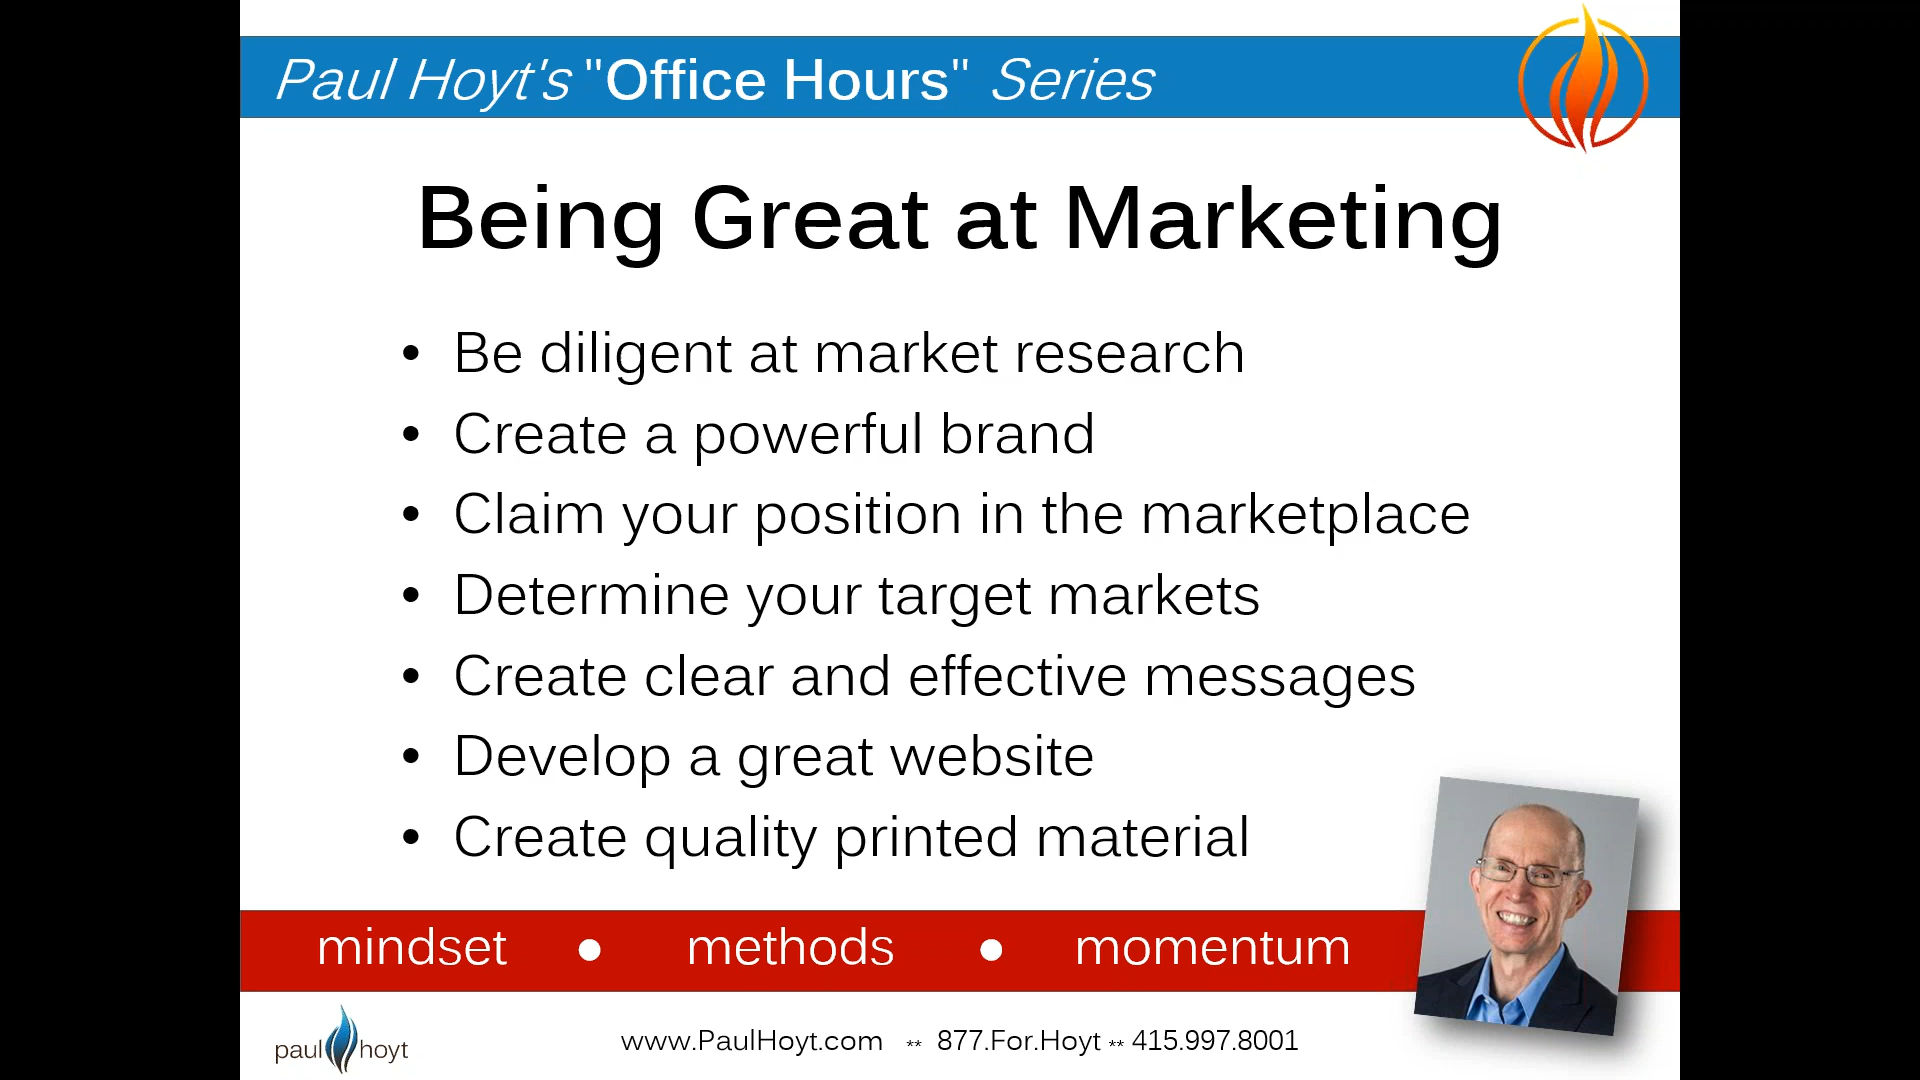 Paul Hoyt's "Office Hours" Series
Being Great at Marketing
• Be diligent at market research
• Create a powerful brand
• Claim your position in the marketplace
• Determine your target markets
• Create clear and effective messages
• Develop a great website
• Create quality printed material
mindset • methods • momentum
paul hoyt
www.PaulHoyt.com ** 877.For.Hoyt ** 415.997.8001